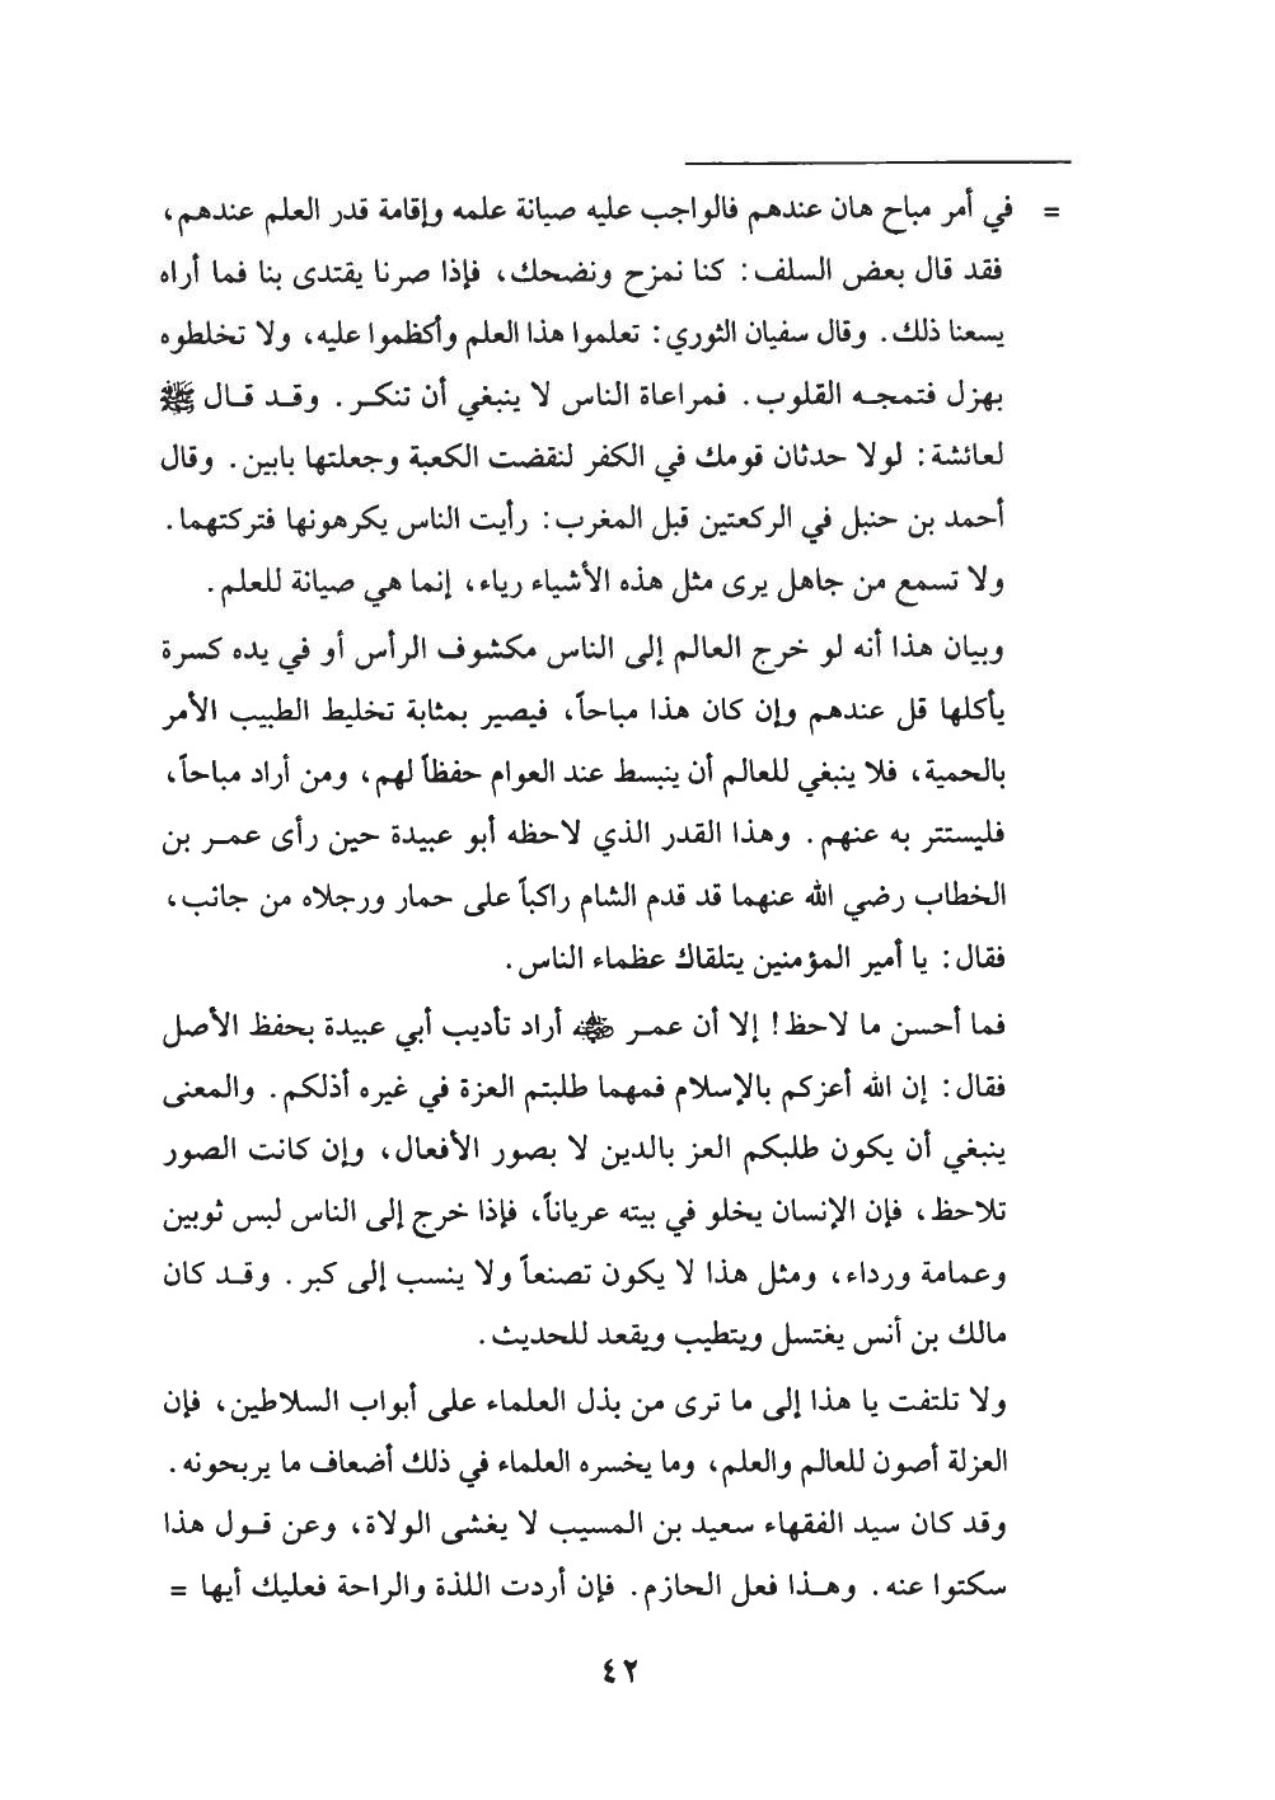 = في أمر مباح هان عندهم فالواجب عليه صيانة علمه وإقامة قدر العلم عندهم،
فقد قال بعض السلف: كنا نمزح ونضحك، فإذا صرنا يقتدى بنا فما أراه
يسعنا ذلك. وقال سفيان الثوري: تعلموا هذا العلم وأكظموا عليه، ولا تخلطوه
بهزل فتمجه القلوب. فمراعاة الناس لا ينبغي أن تنكر. وقد قال ﷺ
لعائشة: لولا حدثان قومك في الكفر لنقضت الكعبة وجعلتها بابين. وقال
أحمد بن حنبل في الركعتين قبل المغرب: رأيت الناس يكرهونها فتركتهما.
ولا تسمع من جاهل يرى مثل هذه الأشياء رياء، إنما هي صيانة للعلم.
وبيان هذا أنه لو خرج العالم إلى الناس مكشوف الرأس أو في يده كسرة
يأكلها قل عندهم وإن كان هذا مباحاً، فيصير بمثابة تخليط الطبيب الأمر
بالحمية، فلا ينبغي للعالم أن ينبسط عند العوام حفظاً لهم، ومن أراد مباحاً،
فليستتر به عنهم. وهذا القدر الذي لاحظه أبو عبيدة حين رأى عمر بن
الخطاب رضي الله عنهما قد قدم الشام راكباً على حمار ورجلاه من جانب،
فقال: يا أمير المؤمنين يتلقاك عظماء الناس.
فما أحسن ما لاحظ! إلا أن عمر رضي الله عنه أراد تأديب أبي عبيدة بحفظ الأصل
فقال: إن الله أعزكم بالإسلام فمهما طلبتم العزة في غيره أذلكم. والمعنى
ينبغي أن يكون طلبكم العز بالدين لا بصور الأفعال، وإن كانت الصور
تلاحظ، فإن الإنسان يخلو في بيته عرياناً، فإذا خرج إلى الناس لبس ثوبين
وعمامة ورداء، ومثل هذا لا يكون تصنعاً ولا ينسب إلى كبر. وقد كان
مالك بن أنس يغتسل ويتطيب ويقعد للحديث.
ولا تلتفت يا هذا إلى ما ترى من بذل العلماء على أبواب السلاطين، فإن
العزلة أصون للعالم والعلم، وما يخسره العلماء في ذلك أضعاف ما يربحونه.
وقد كان سيد الفقهاء سعيد بن المسيب لا يغشى الولاة، وعن قول هذا
سكتوا عنه. وهذا فعل الحازم. فإن أردت اللذة والراحة فعليك أيها =
٤٢